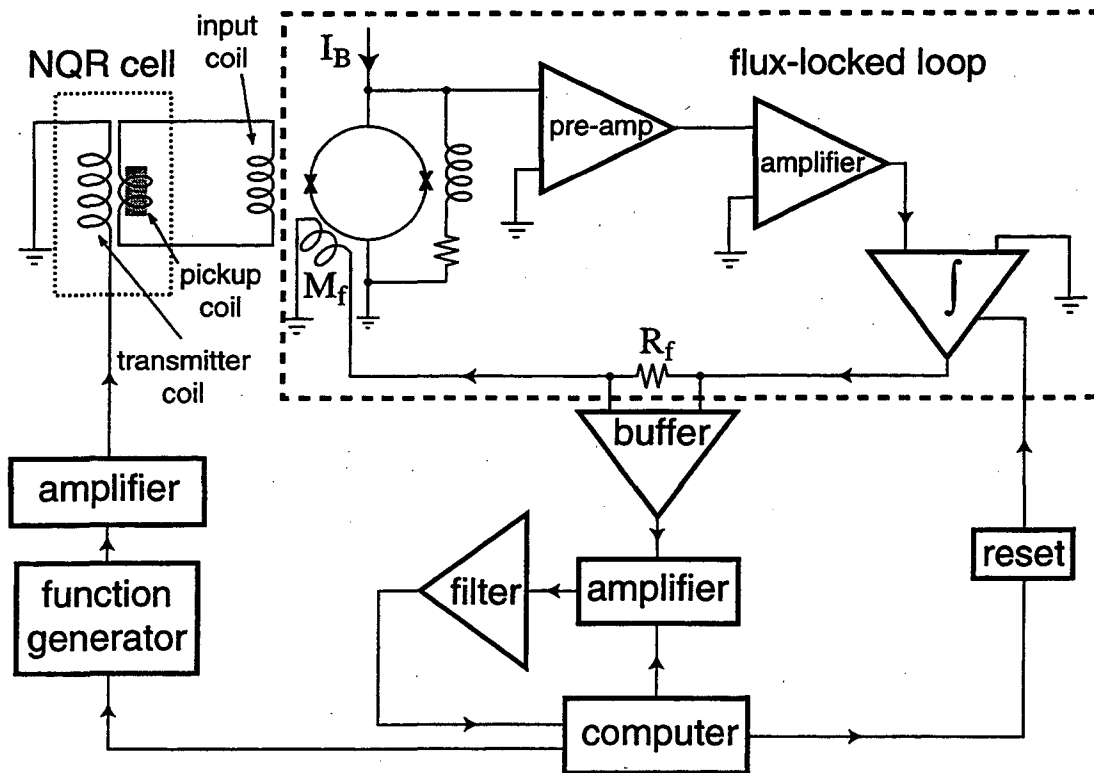 input
coil
NQR cell
I_B
flux-locked loop
pre-amp
amplifier
pickup
coil
M_f
∫
transmitter
coil
R_f
buffer
amplifier
reset
filter
amplifier
function
generator
computer